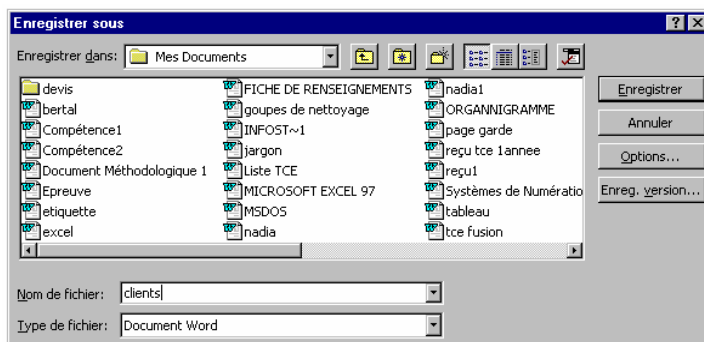 Enregistrer sous
Enregistrer dans: Mes Documents
devis
bertal
Compétence1
Compétence2
Document Méthodologique 1
Epreuve
etiquette
excel
FICHE DE RENSEIGNEMENTS
goupes de nettoyage
INFOST~1
jargon
Liste TCE
MICROSOFT EXCEL 97
MSDOS
nadia
nadia1
ORGANNIGRAMME
page garde
reçu tce 1annee
reçu1
Systèmes de Numératio
tableau
tce fusion
Enregistrer
Annuler
Options...
Enreg. version...
Nom de fichier: clients
Type de fichier: Document Word